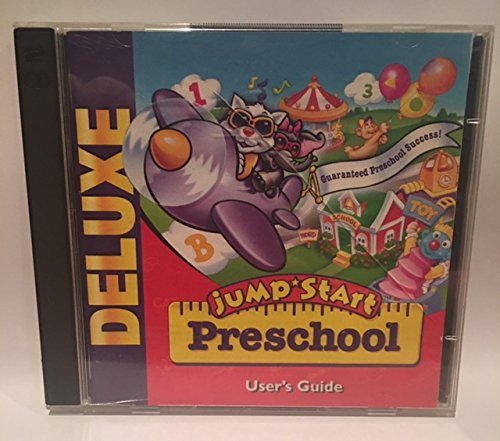 DELUXE
1
3
Guaranteed Preschool Success!
SCHOOL
TOY
B
JumpStart
Preschool
User's Guide